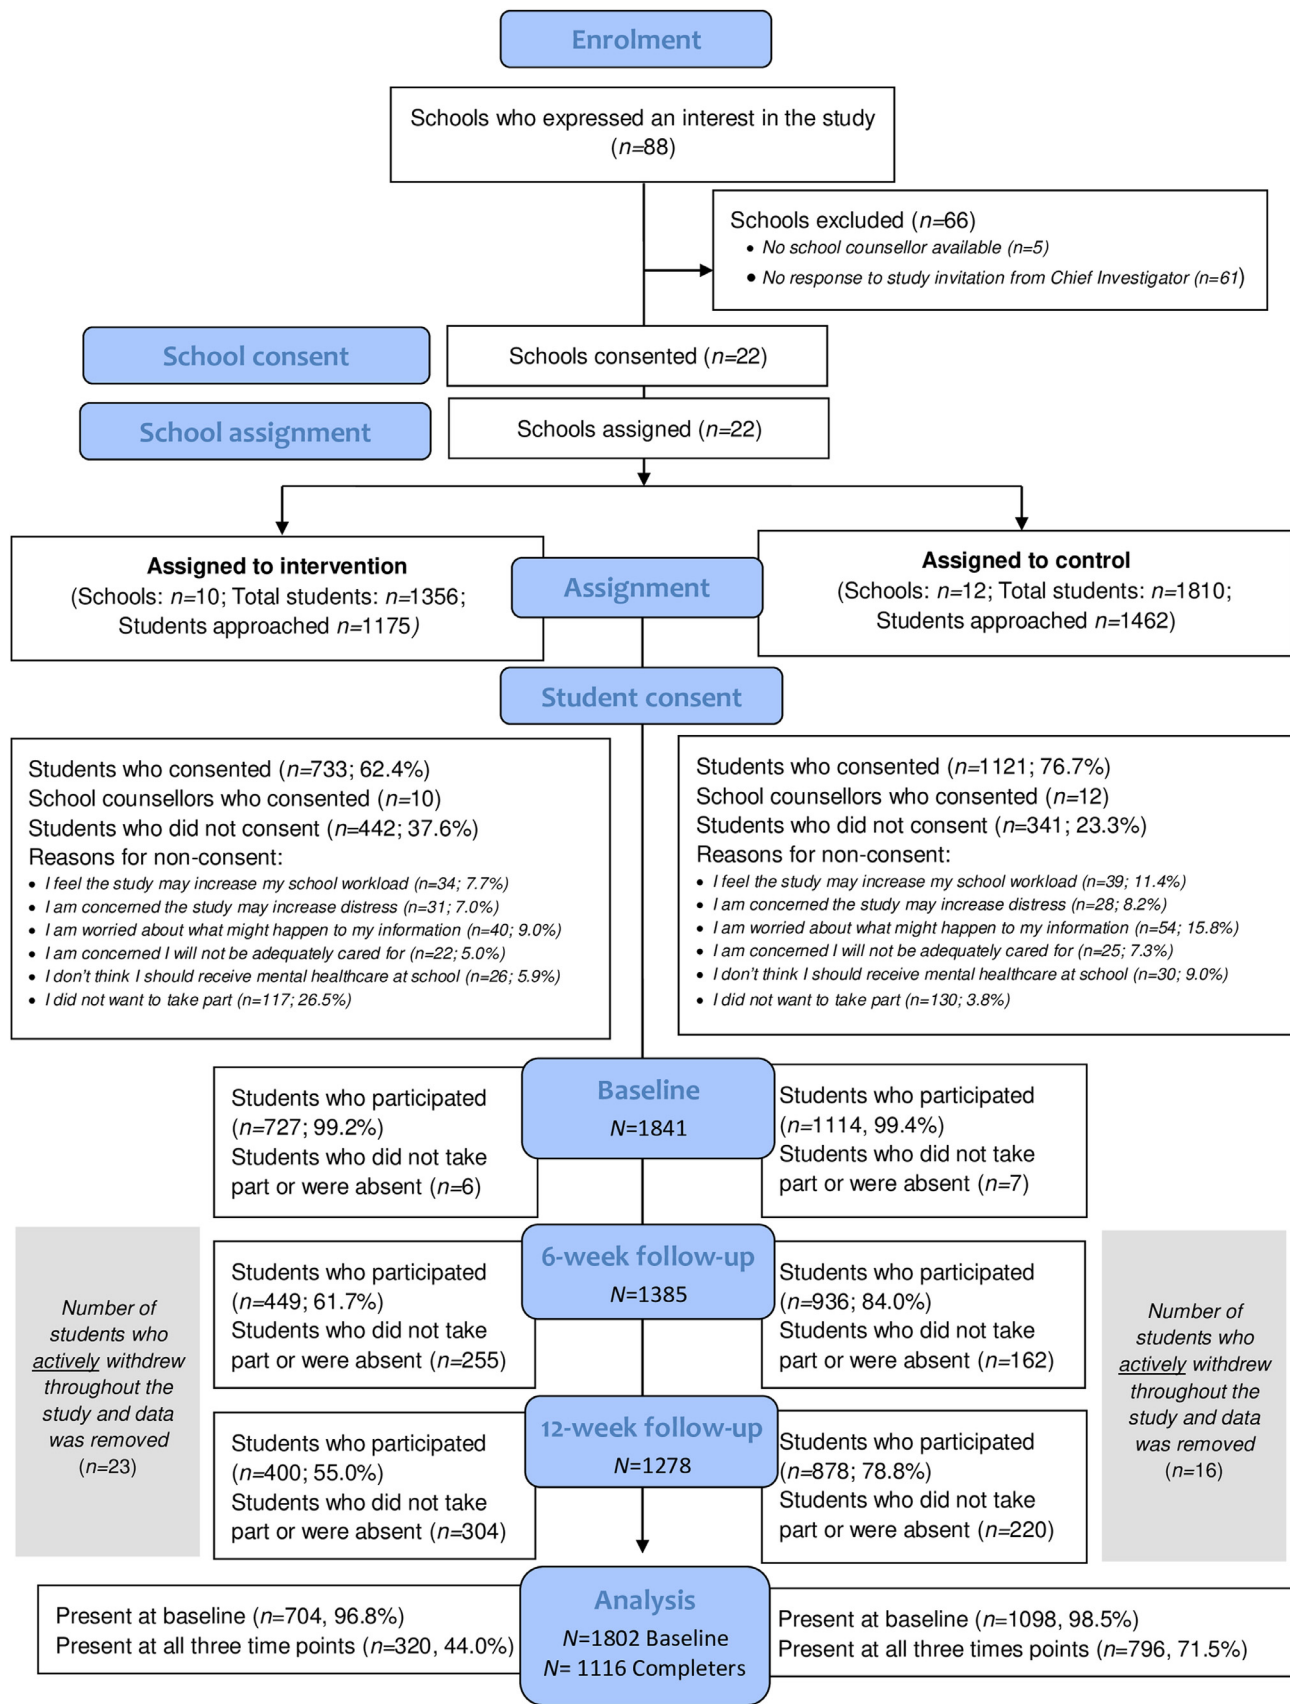 Enrolment
Schools who expressed an interest in the study
(n=88)
Schools excluded (n=66)
• No school counsellor available (n=5)
• No response to study invitation from Chief Investigator (n=61)
School consent
Schools consented (n=22)
School assignment
Schools assigned (n=22)
Assigned to intervention
(Schools: n=10; Total students: n=1356;
Students approached n=1175)
Assignment
Assigned to control
(Schools: n=12; Total students: n=1810;
Students approached n=1462)
Student consent
Students who consented (n=733; 62.4%)
School counsellors who consented (n=10)
Students who did not consent (n=442; 37.6%)
Reasons for non-consent:
• I feel the study may increase my school workload (n=34; 7.7%)
• I am concerned the study may increase distress (n=31; 7.0%)
• I am worried about what might happen to my information (n=40; 9.0%)
• I am concerned I will not be adequately cared for (n=22; 5.0%)
• I don't think I should receive mental healthcare at school (n=26; 5.9%)
• I did not want to take part (n=117; 26.5%)
Students who consented (n=1121; 76.7%)
School counsellors who consented (n=12)
Students who did not consent (n=341; 23.3%)
Reasons for non-consent:
• I feel the study may increase my school workload (n=39; 11.4%)
• I am concerned the study may increase distress (n=28; 8.2%)
• I am worried about what might happen to my information (n=54; 15.8%)
• I am concerned I will not be adequately cared for (n=25; 7.3%)
• I don't think I should receive mental healthcare at school (n=30; 9.0%)
• I did not want to take part (n=130; 3.8%)
Students who participated
(n=727; 99.2%)
Students who did not take
part or were absent (n=6)
Baseline
N=1841
Students who participated
(n=1114, 99.4%)
Students who did not take
part or were absent (n=7)
Number of
students who
actively withdrew
throughout the
study and data
was removed
(n=23)
Students who participated
(n=449; 61.7%)
Students who did not take
part or were absent (n=255)
6-week follow-up
N=1385
Students who participated
(n=936; 84.0%)
Students who did not take
part or were absent (n=162)
Number of
students who
actively withdrew
throughout the
study and data
was removed
(n=16)
Students who participated
(n=400; 55.0%)
Students who did not take
part or were absent (n=304)
12-week follow-up
N=1278
Students who participated
(n=878; 78.8%)
Students who did not take
part or were absent (n=220)
Present at baseline (n=704, 96.8%)
Present at all three time points (n=320, 44.0%)
Analysis
N=1802 Baseline
N= 1116 Completers
Present at baseline (n=1098, 98.5%)
Present at all three times points (n=796, 71.5%)